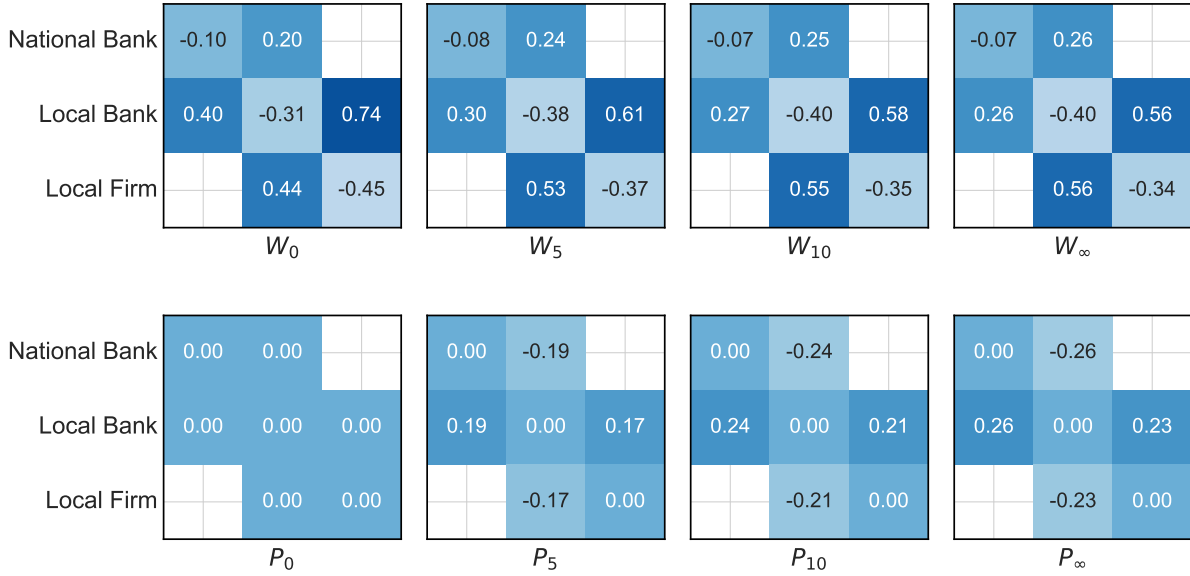 National Bank -0.10 0.20 -0.08 0.24 -0.07 0.25 -0.07 0.26
Local Bank 0.40 -0.31 0.74 0.30 -0.38 0.61 0.27 -0.40 0.58 0.26 -0.40 0.56
Local Firm 0.44 -0.45 0.53 -0.37 0.55 -0.35 0.56 -0.34
W₀ W₅ W₁₀ W∞
National Bank 0.00 0.00 0.00 -0.19 0.00 -0.24 0.00 -0.26
Local Bank 0.00 0.00 0.00 0.19 0.00 0.17 0.24 0.00 0.21 0.26 0.00 0.23
Local Firm 0.00 0.00 -0.17 0.00 -0.21 0.00 -0.23 0.00
P₀ P₅ P₁₀ P∞